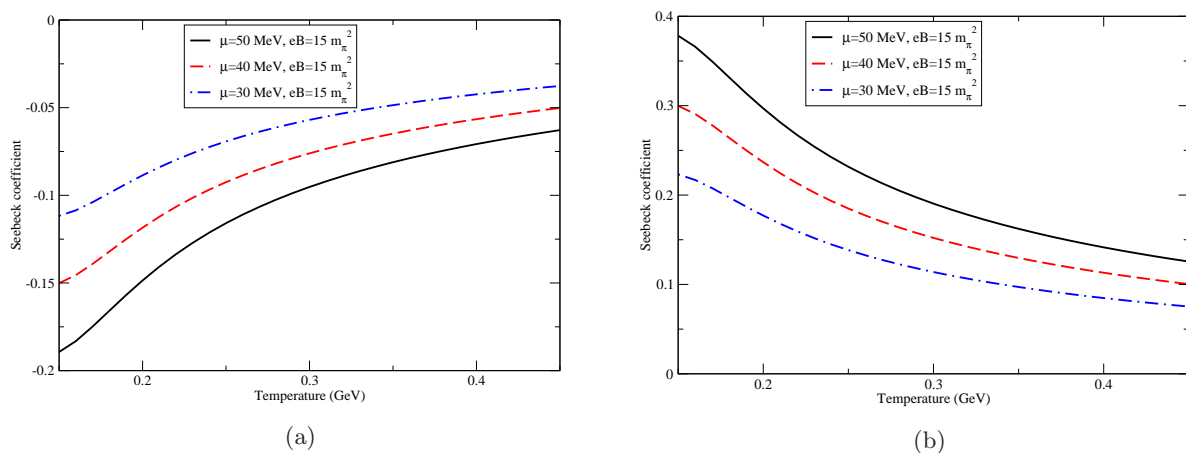 0
-0.05
-0.1
-0.15
-0.2
Seebeck coefficient
μ=50 MeV, eB=15 m_π^2
μ=40 MeV, eB=15 m_π^2
μ=30 MeV, eB=15 m_π^2
0.2 0.3 0.4
Temperature (GeV)
(a)
0.4
0.3
0.2
0.1
0
Seebeck coefficient
μ=50 MeV, eB=15 m_π^2
μ=40 MeV, eB=15 m_π^2
μ=30 MeV, eB=15 m_π^2
0.2 0.3 0.4
Temperature (GeV)
(b)